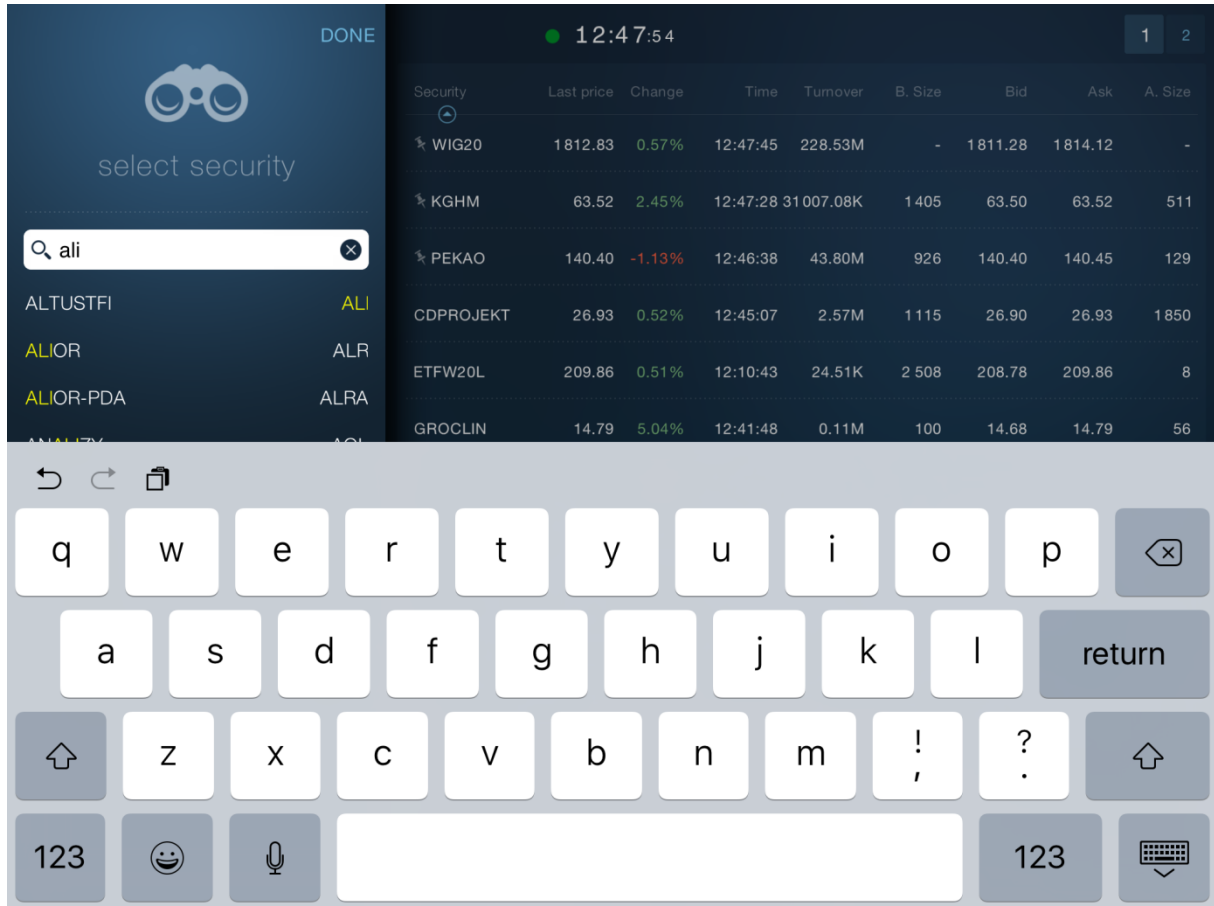 DONE
select security
ali
ALTUSTFI ALI
ALIOR ALR
ALIOR-PDA ALRA
12:47:54
1 2
Security Last price Change Time Turnover B. Size Bid Ask A. Size
WIG20 1812.83 0.57% 12:47:45 228.53M - 1811.28 1814.12 -
KGHM 63.52 2.45% 12:47:28 31007.08K 1405 63.50 63.52 511
PEKAO 140.40 -1.13% 12:46:38 43.80M 926 140.40 140.45 129
CDPROJEKT 26.93 0.52% 12:45:07 2.57M 1115 26.90 26.93 1850
ETFW20L 209.86 0.51% 12:10:43 24.51K 2 508 208.78 209.86 8
GROCLIN 14.79 5.04% 12:41:48 0.11M 100 14.68 14.79 56
q w e r t y u i o p
a s d f g h j k l return
z x c v b n m ! , ? .
123 123